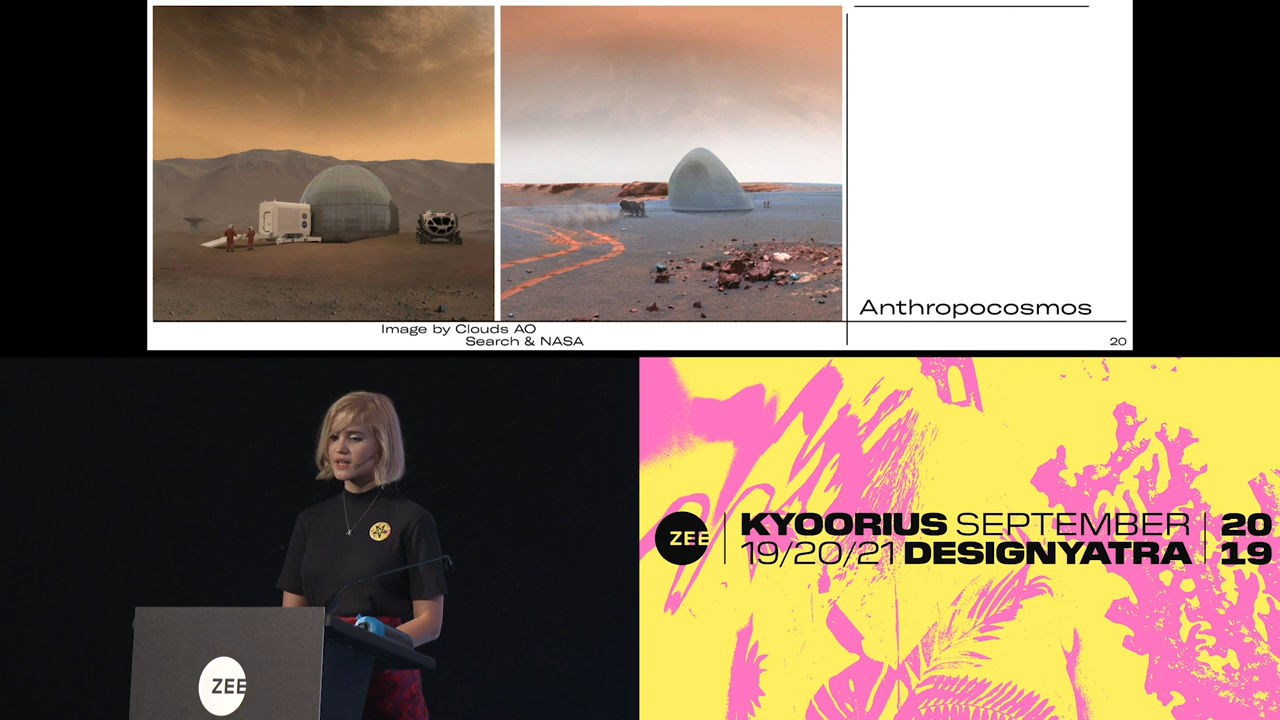 Anthropocosmos
Image by Clouds AO
Search & NASA
20
ZEE
KYOORIUS SEPTEMBER
19/20/21 DESIGNYATRA
20
19
ZEE